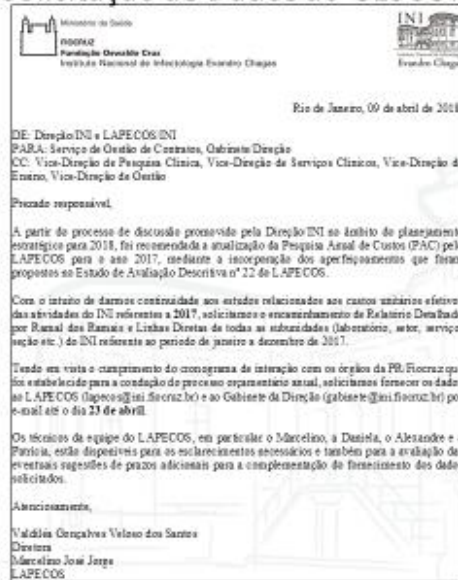 Ministério da Saúde
FIOCRUZ
Fundação Oswaldo Cruz
Instituto Nacional de Infectologia Evandro Chagas
INI
Evandro Chagas
Rio de Janeiro, 09 de abril de 2018
DE: Direção INI e LAPECOS/INI
PARA: Serviço de Gestão de Contratos, Gabinete Direção
CC: Vice-Direção de Pesquisa Clínica, Vice-Direção de Serviços Clínicos, Vice-Direção d
Ensino, Vice-Direção de Gestão
Prezado responsável,
A partir do processo de discussão promovido pela Direção INI no âmbito do planejament
estratégico para 2018, foi recomendada a atualização da Pesquisa Anual de Custos (PAC) pel
LAPECOS para o ano 2017, mediante a incorporação dos aperfeiçoamentos que foram
propostos no Estudo de Avaliação Descritiva nº 22 de LAPECOS.
Com o intuito de darmos continuidade aos estudos relacionados aos custos unitários efetivo
das atividades do INI referentes a 2017, solicitamos o encaminhamento de Relatório Detalhado
por Ramal dos Ramais e Linhas Diretas de todas as subunidades (laboratório, setor, serviço
seção etc.) do INI referente ao período de janeiro a dezembro de 2017.
Tendo em vista o cumprimento do cronograma de interação com os órgãos da PR/Fiocruz qu
foi estabelecido para a condução do processo orçamentário anual, solicitamos fornecer os dado
ao LAPECOS (lapecos@ini.fiocruz.br) e ao Gabinete da Direção (gabinete@ini.fiocruz.br) po
e-mail até o dia 23 de abril.
Os técnicos da equipe do LAPECOS, em particular o Marcelino, a Daniela, o Alexandre e
Patrícia, estão disponíveis para os esclarecimentos necessários e também para a avaliação da
eventuais sugestões de prazos adicionais para a complementação do fornecimento dos dado
solicitados.
Atenciosamente,
Valdiléa Gonçalves Veloso dos Santos
Diretora
Marcelino José Jorge
LAPECOS